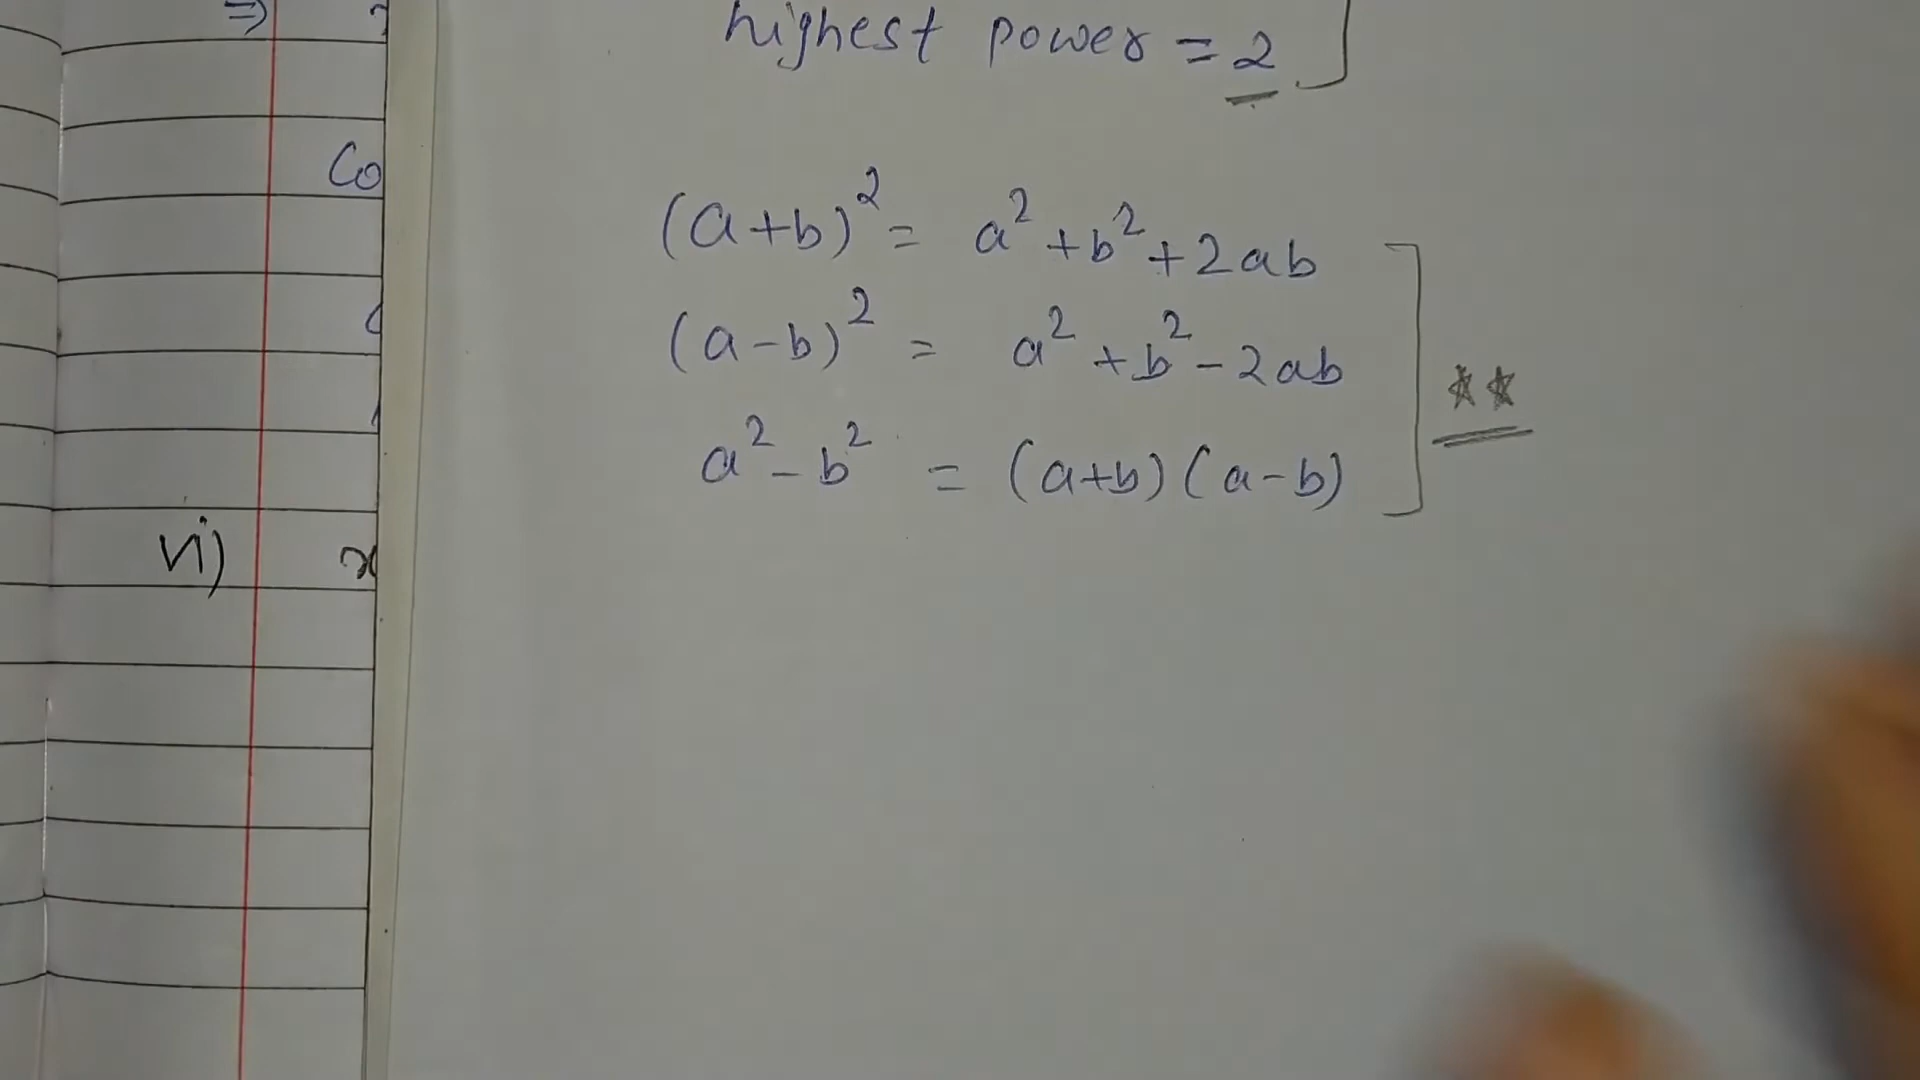 highest power = 2
(a+b)² = a² + b² + 2ab
(a-b)² = a² + b² - 2ab
a² - b² = (a+b)(a-b)
**
=>
Co
vi) x